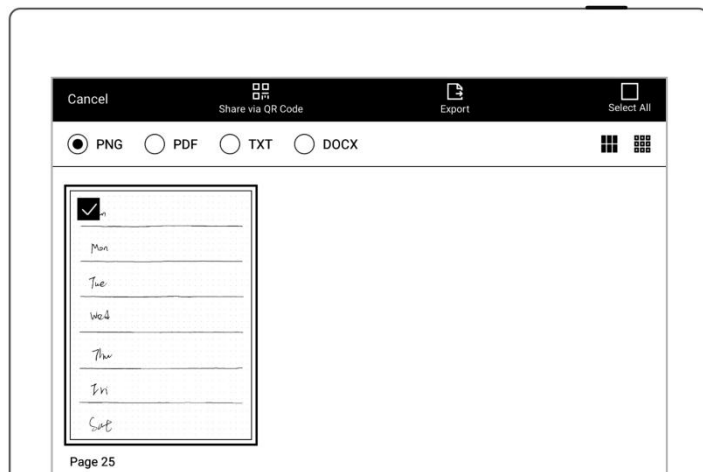 Cancel
Share via QR Code
Export
Select All
PNG
PDF
TXT
DOCX
Mon
Tue
Wed
Thu
Fri
Sat
Page 25